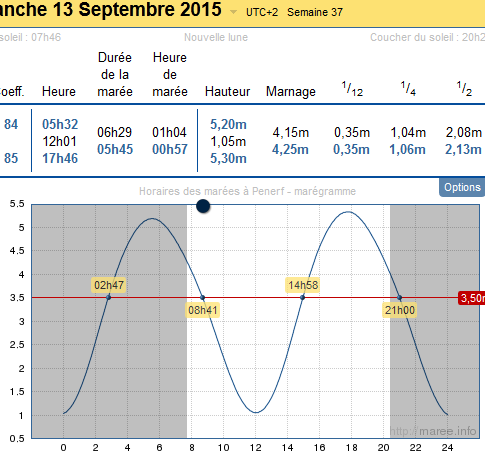 anche 13 Septembre 2015 UTC+2 Semaine 37
soleil : 07h46 Nouvelle lune Coucher du soleil : 20h2
Durée Heure
de la de
Coeff. Heure marée marée Hauteur Marnage 1/12 1/4 1/2
84 05h32 5,20m
12h01 06h29 01h04 1,05m 4,15m 0,35m 1,04m 2,08m
85 17h46 05h45 00h57 5,30m 4,25m 0,35m 1,06m 2,13m
Options
Horaires des marées à Penerf - marégramme
5.5
5
4.5
4
3.5
3
2.5
2
1.5
1
0.5
02h47
08h41
14h58
21h00
3,50m
http://maree.info
0 2 4 6 8 10 12 14 16 18 20 22 24